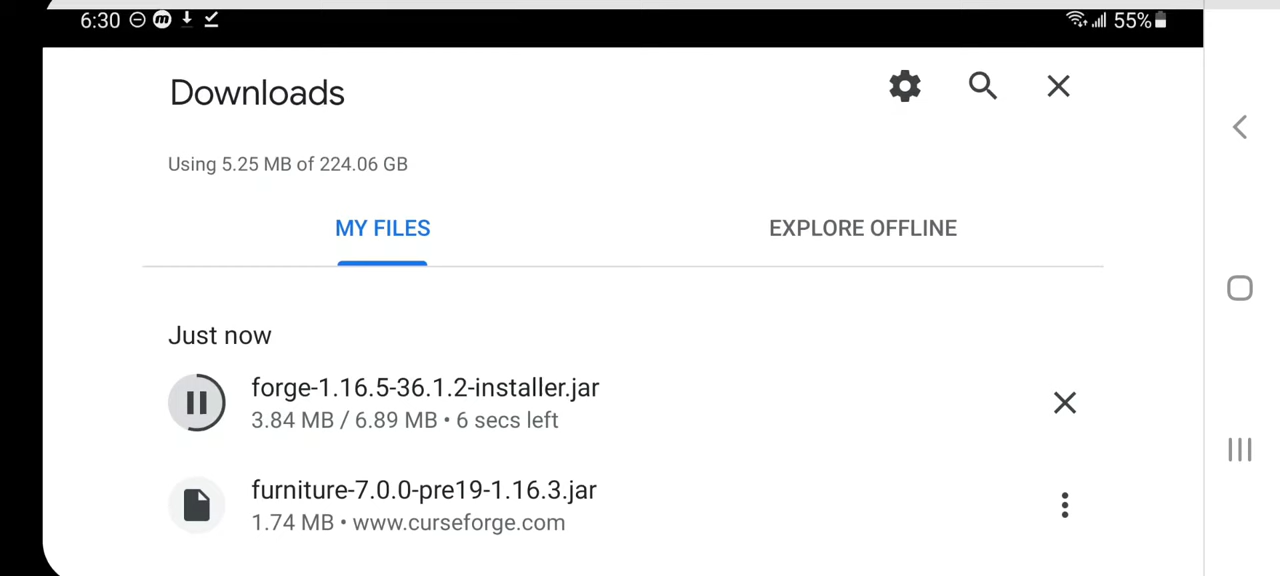 6:30
55%
Downloads
Using 5.25 MB of 224.06 GB
MY FILES
EXPLORE OFFLINE
Just now
forge-1.16.5-36.1.2-installer.jar
3.84 MB / 6.89 MB • 6 secs left
furniture-7.0.0-pre19-1.16.3.jar
1.74 MB • www.curseforge.com